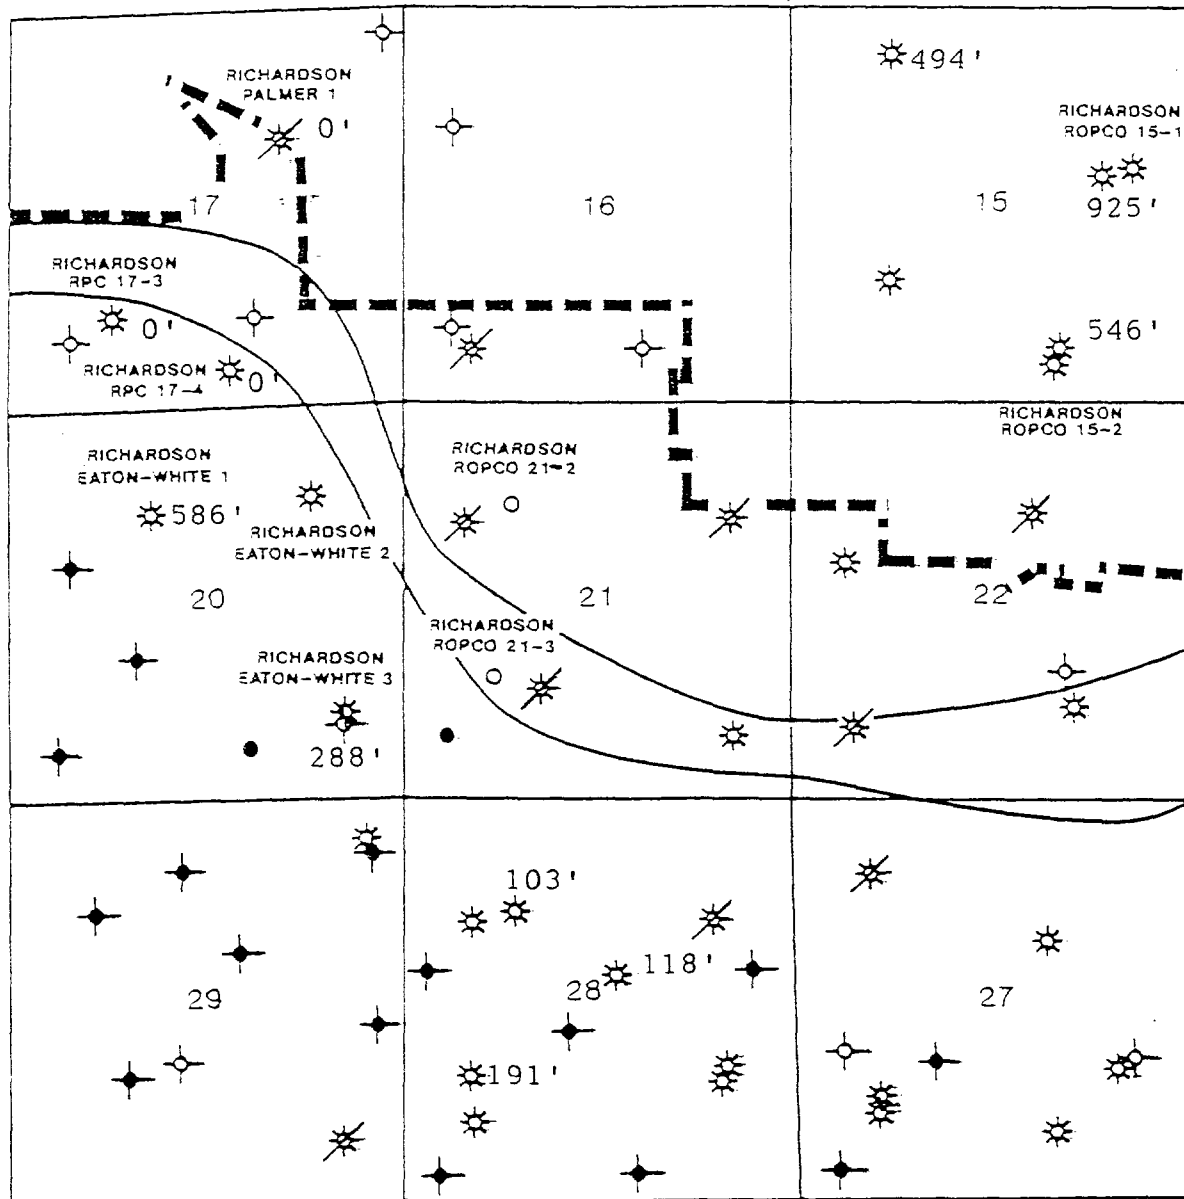 494'
RICHARDSON
PALMER 1
0'
RICHARDSON
ROPCO 15-1
17
16
15
925'
RICHARDSON
RPC 17-3
0'
546'
RICHARDSON
RPC 17-4
0'
RICHARDSON
ROPCO 15-2
RICHARDSON
EATON-WHITE 1
586'
RICHARDSON
ROPCO 21-2
RICHARDSON
EATON-WHITE 2
20
21
22
RICHARDSON
ROPCO 21-3
RICHARDSON
EATON-WHITE 3
288'
103'
118'
29
28
27
191'